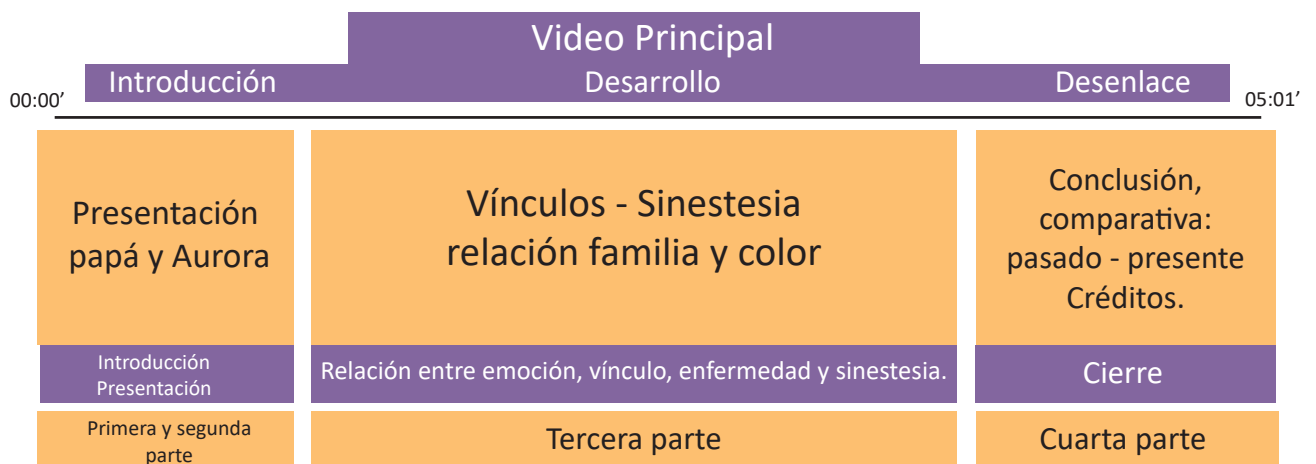 Video Principal
Introducción
Desarrollo
Desenlace
00:00’
05:01’
Presentación
papá y Aurora
Vínculos - Sinestesia
relación familia y color
Conclusión,
comparativa:
pasado - presente
Créditos.
Introducción
Presentación
Relación entre emoción, vínculo, enfermedad y sinestesia.
Cierre
Primera y segunda
parte
Tercera parte
Cuarta parte